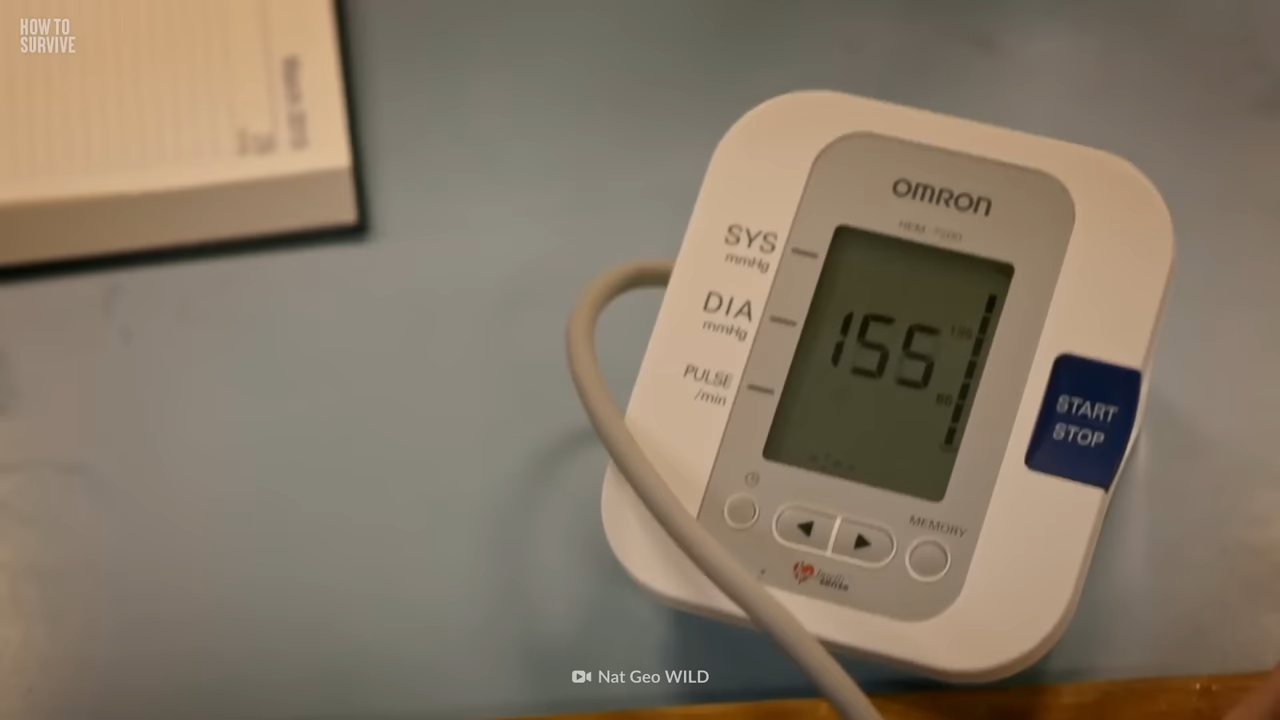 HOW TO
SURVIVE
OMRON
SYS
mmHg
DIA
mmHg
PULSE
/min
155
START
STOP
MEMORY
Nat Geo WILD